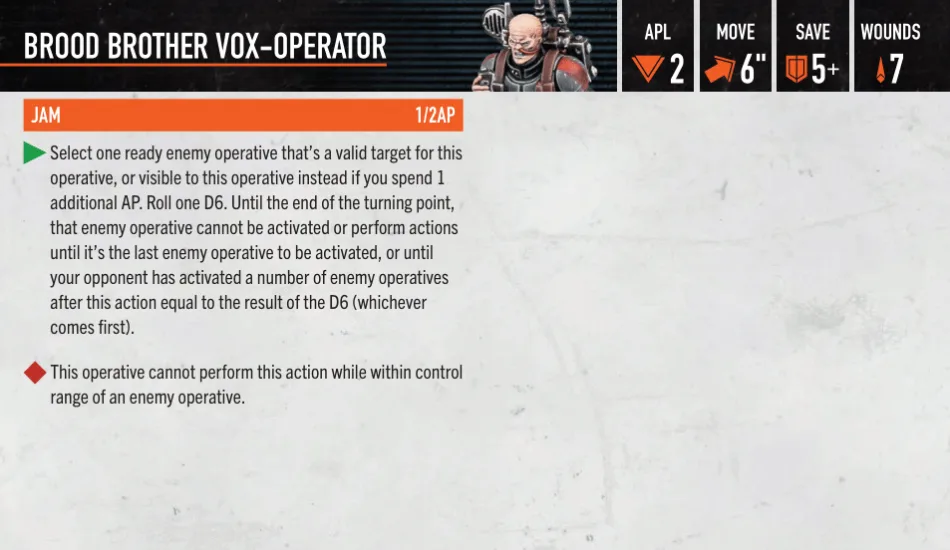 BROOD BROTHER VOX-OPERATOR
APL
2
MOVE
6"
SAVE
5+
WOUNDS
7
JAM 1/2AP
Select one ready enemy operative that's a valid target for this
operative, or visible to this operative instead if you spend 1
additional AP. Roll one D6. Until the end of the turning point,
that enemy operative cannot be activated or perform actions
until it's the last enemy operative to be activated, or until
your opponent has activated a number of enemy operatives
after this action equal to the result of the D6 (whichever
comes first).
This operative cannot perform this action while within control
range of an enemy operative.